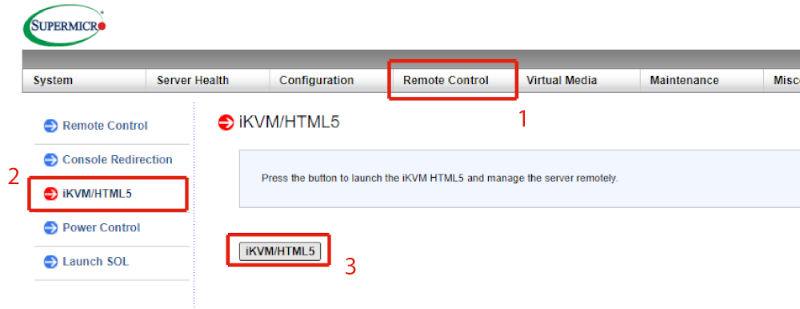 SUPERMICR
System Server Health Configuration Remote Control Virtual Media Maintenance Misc
1
Remote Control
Console Redirection
2
iKVM/HTML5
Power Control
Launch SOL
iKVM/HTML5
Press the button to launch the iKVM HTML5 and manage the server remotely.
iKVM/HTML5
3